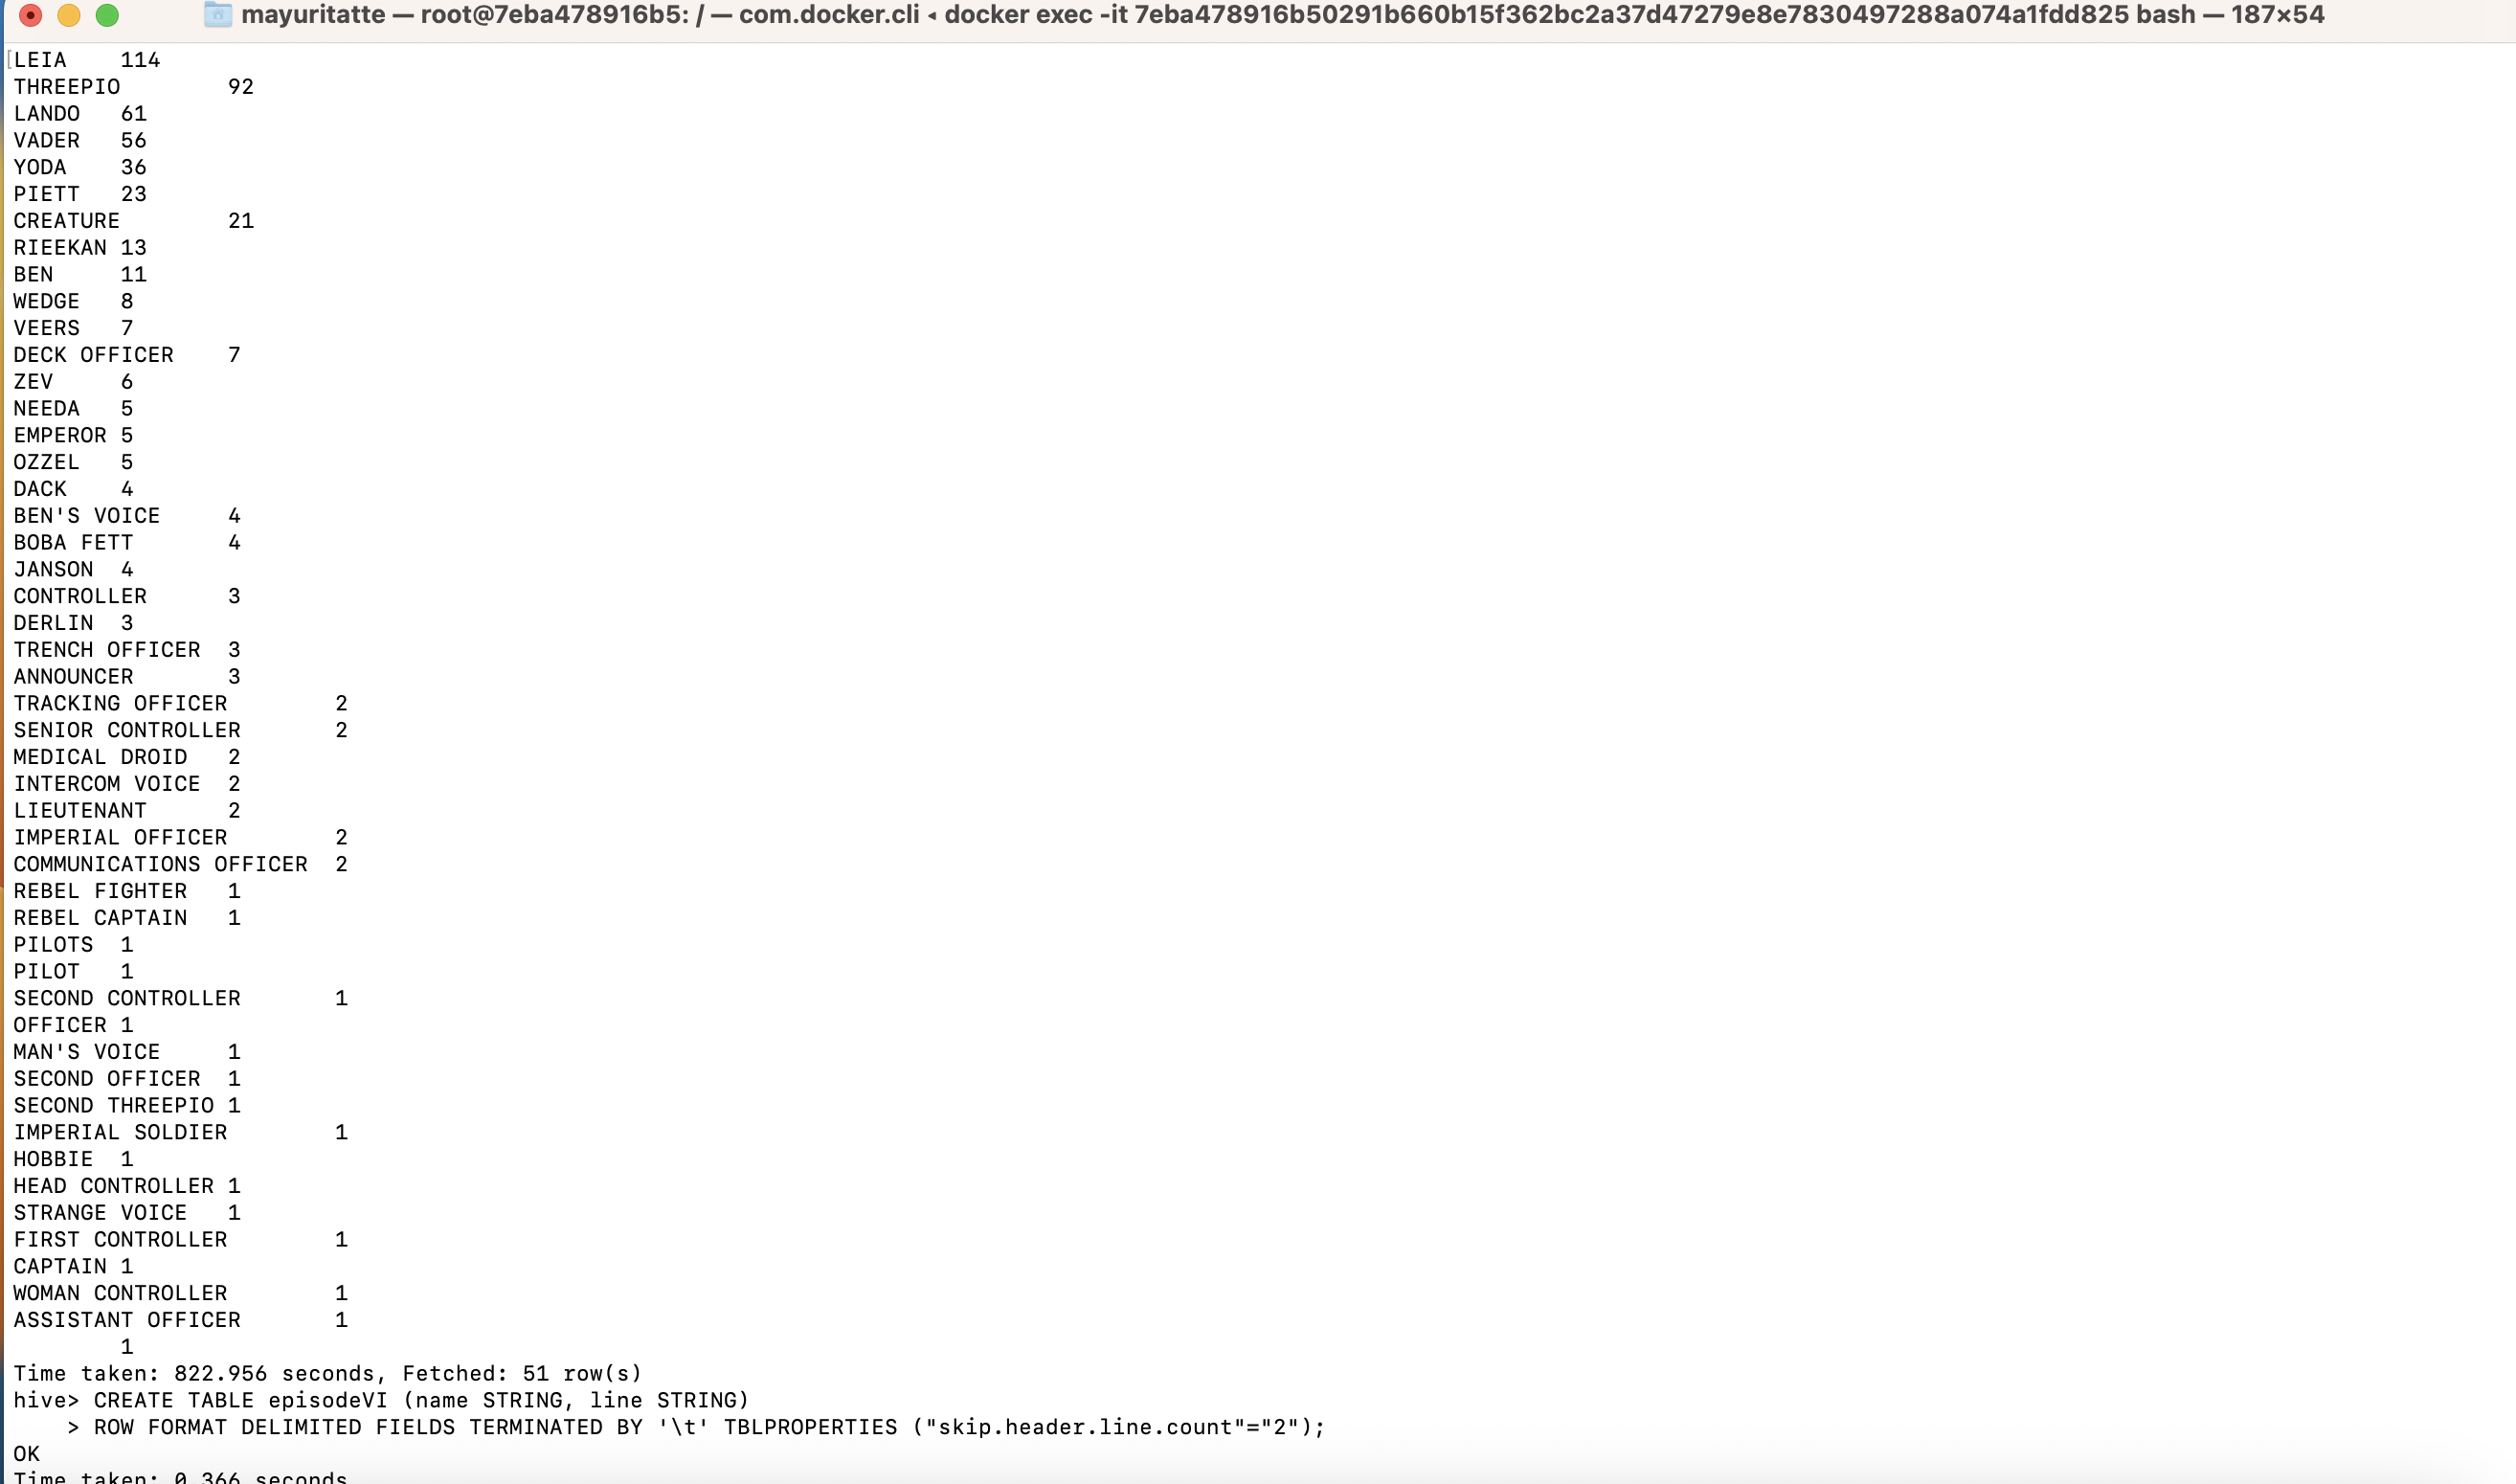 mayuritatte — root@7eba478916b5: / — com.docker.cli ◂ docker exec -it 7eba478916b50291b660b15f362bc2a37d47279e8e7830497288a074a1fdd825 bash — 187×54
LEIA 114
THREEPIO 92
LANDO 61
VADER 56
YODA 36
PIETT 23
CREATURE 21
RIEEKAN 13
BEN 11
WEDGE 8
VEERS 7
DECK OFFICER 7
ZEV 6
NEEDA 5
EMPEROR 5
OZZEL 5
DACK 4
BEN'S VOICE 4
BOBA FETT 4
JANSON 4
CONTROLLER 3
DERLIN 3
TRENCH OFFICER 3
ANNOUNCER 3
TRACKING OFFICER 2
SENIOR CONTROLLER 2
MEDICAL DROID 2
INTERCOM VOICE 2
LIEUTENANT 2
IMPERIAL OFFICER 2
COMMUNICATIONS OFFICER 2
REBEL FIGHTER 1
REBEL CAPTAIN 1
PILOTS 1
PILOT 1
SECOND CONTROLLER 1
OFFICER 1
MAN'S VOICE 1
SECOND OFFICER 1
SECOND THREEPIO 1
IMPERIAL SOLDIER 1
HOBBIE 1
HEAD CONTROLLER 1
STRANGE VOICE 1
FIRST CONTROLLER 1
CAPTAIN 1
WOMAN CONTROLLER 1
ASSISTANT OFFICER 1
1
Time taken: 822.956 seconds, Fetched: 51 row(s)
hive> CREATE TABLE episodeVI (name STRING, line STRING)
> ROW FORMAT DELIMITED FIELDS TERMINATED BY '\t' TBLPROPERTIES ("skip.header.line.count"="2");
OK
Time taken: 0.366 seconds